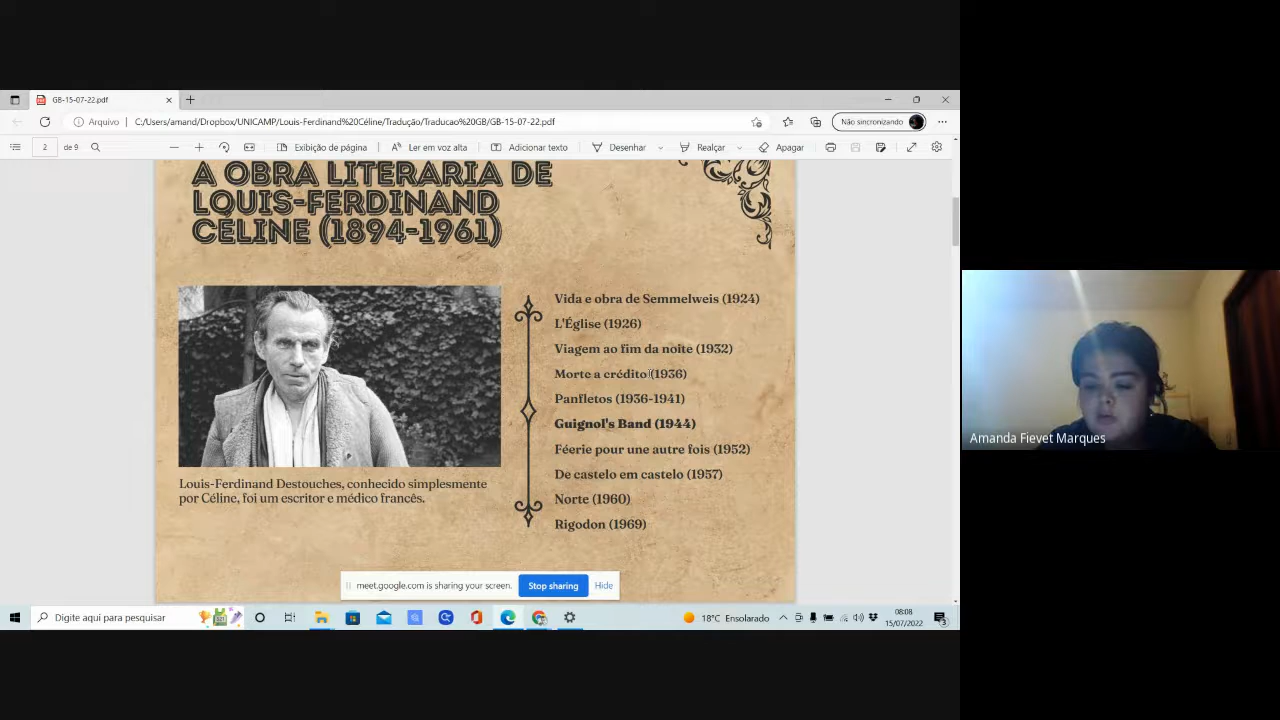 GB-15-07-22.pdf
Arquivo
C:/Users/amand/Dropbox/UNICAMP/Louis-Ferdinand%20Céline/Tradução/Traducao%20GB/GB-15-07-22.pdf
Não sincronizando
2 de 9
Exibição de página
Ler em voz alta
Adicionar texto
Desenhar
Realçar
Apagar
A OBRA LITERARIA DE
LOUIS-FERDINAND
CÉLINE (1894-1961)
Vida e obra de Semmelweis (1924)
L'Église (1926)
Viagem ao fim da noite (1932)
Morte a crédito (1936)
Panfletos (1936-1941)
Guignol's Band (1944)
Féerie pour une autre fois (1952)
De castelo em castelo (1957)
Norte (1960)
Rigodon (1969)
Louis-Ferdinand Destouches, conhecido simplesmente
por Céline, foi um escritor e médico francês.
Amanda Fievet Marques
meet.google.com is sharing your screen.
Stop sharing
Hide
Digite aqui para pesquisar
18°C Ensolarado
08:08
15/07/2022
3